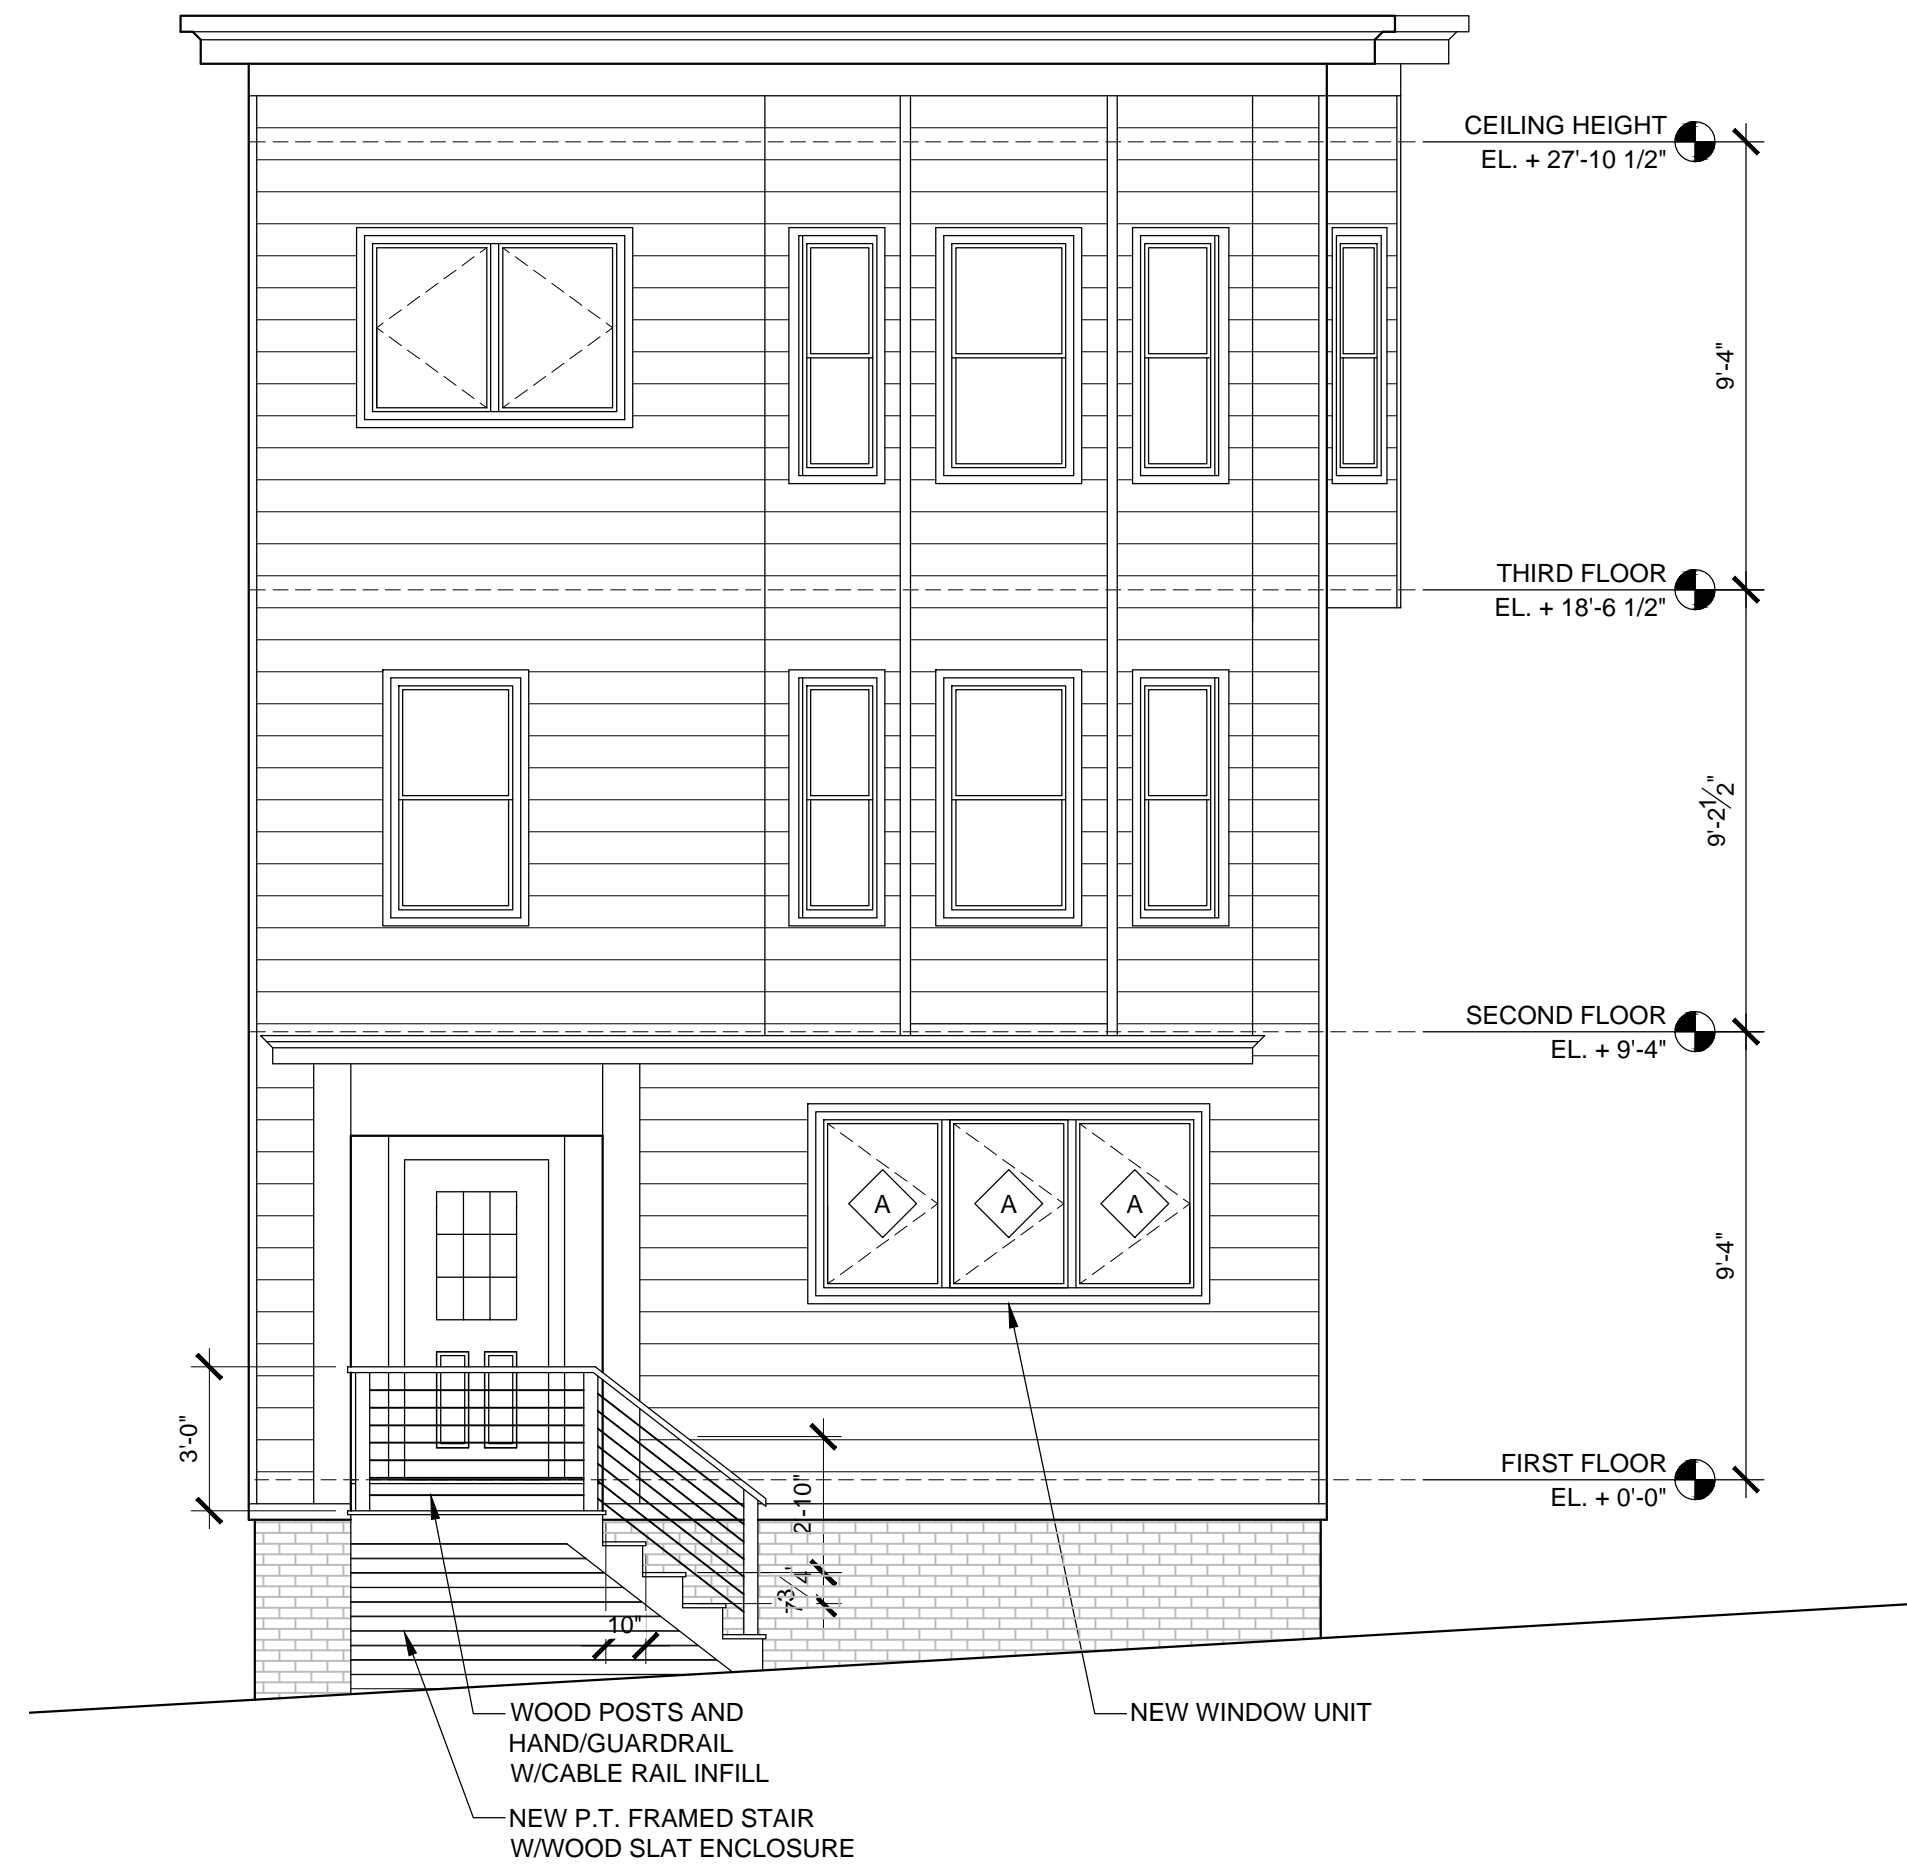 CEILING HEIGHT
EL. + 27'-10 1/2"
9'-4"
THIRD FLOOR
EL. + 18'-6 1/2"
9'-2 1/2"
SECOND FLOOR
EL. + 9'-4"
A A A
9'-4"
3'-0"
FIRST FLOOR
EL. + 0'-0"
2'-10"
7 3/4"
10"
WOOD POSTS AND
HAND/GUARDRAIL
W/CABLE RAIL INFILL
NEW WINDOW UNIT
NEW P.T. FRAMED STAIR
W/WOOD SLAT ENCLOSURE